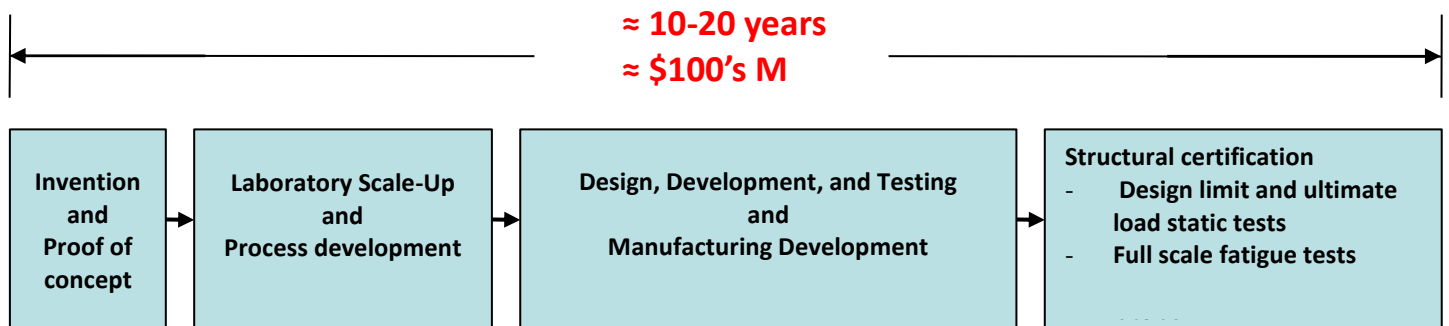 ≈ 10-20 years
≈ $100's M
Invention
and
Proof of
concept
Laboratory Scale-Up
and
Process development
Design, Development, and Testing
and
Manufacturing Development
Structural certification
- Design limit and ultimate
load static tests
- Full scale fatigue tests